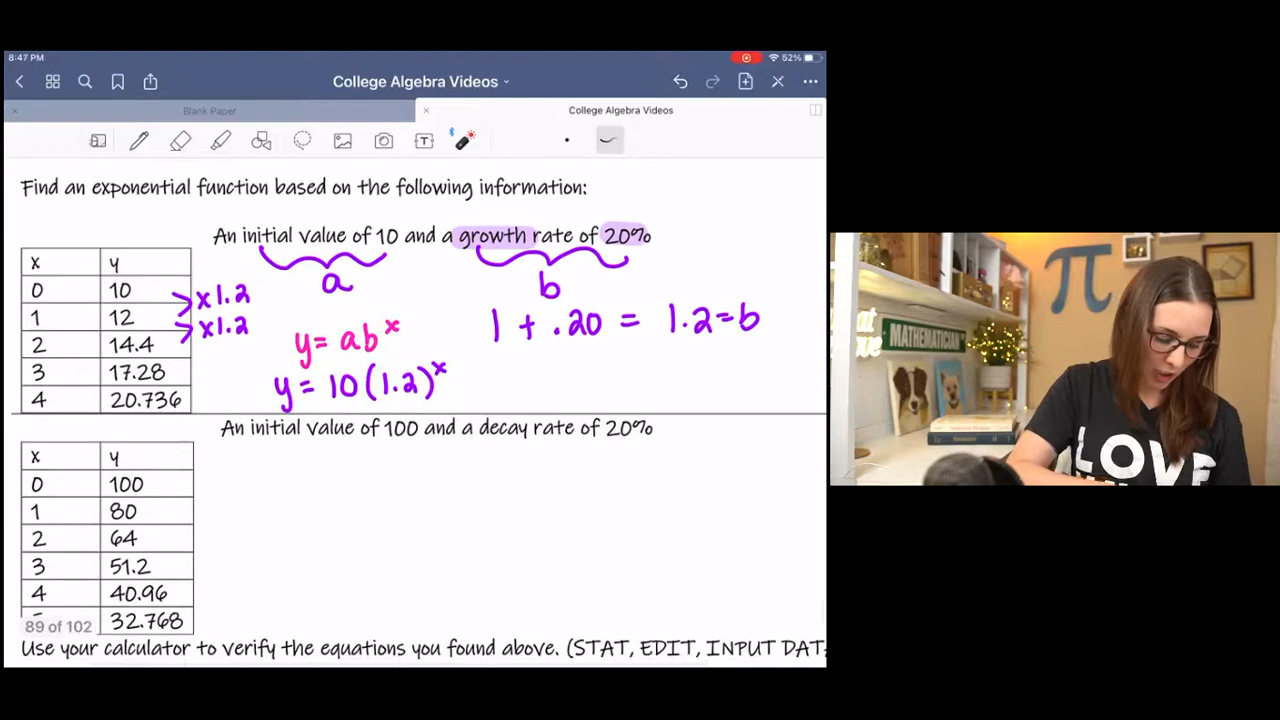 8:47 PM
52%
College Algebra Videos
Blank Paper
College Algebra Videos
T
Find an exponential function based on the following information:
An initial value of 10 and a growth rate of 20%
a
b
x y
0 10
1 12
2 14.4
3 17.28
4 20.736
x1.2
x1.2
y = ab^x
y = 10(1.2)^x
1 + .20 = 1.2=b
An initial value of 100 and a decay rate of 20%
x y
0 100
1 80
2 64
3 51.2
4 40.96
32.768
89 of 102
Use your calculator to verify the equations you found above. (STAT, EDIT, INPUT DAT
π
MATHEMATICIAN
LOVE